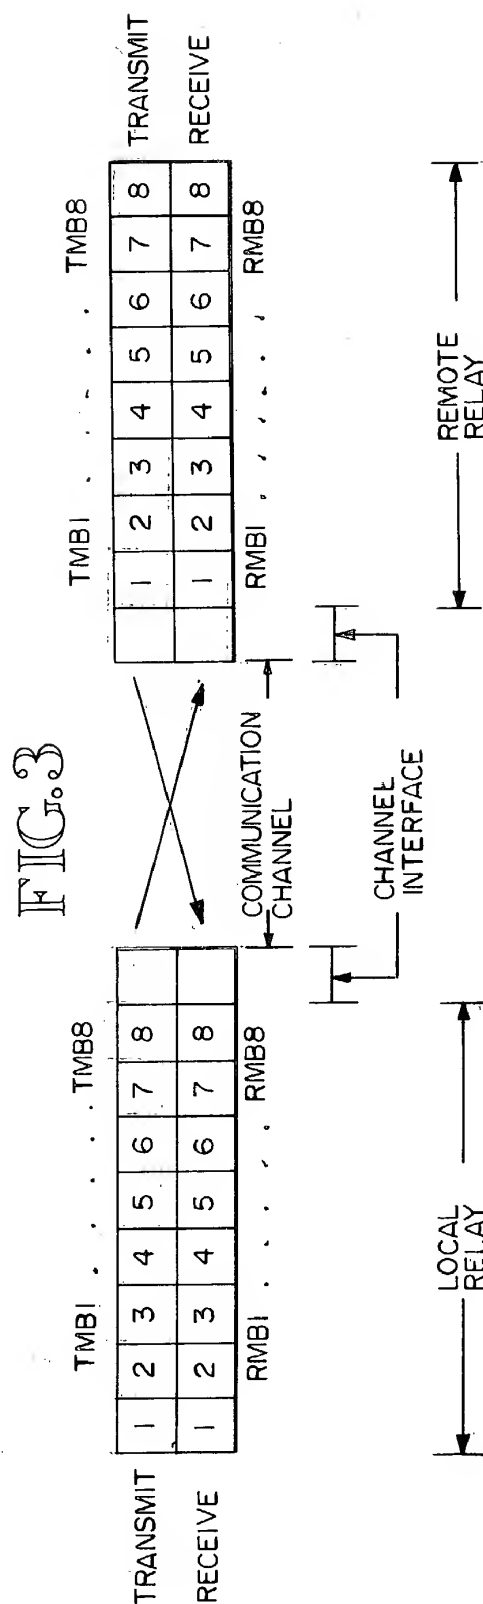 FIG.3
TMB1 . . . . . TMB8
TMB1 . . . . . TMB8
TRANSMIT 1 2 3 4 5 6 7 8
1 2 3 4 5 6 7 8 TRANSMIT
RECEIVE 1 2 3 4 5 6 7 8
1 2 3 4 5 6 7 8 RECEIVE
RMB1 . . . . . RMB8
RMB1 . . . . . RMB8
COMMUNICATION
CHANNEL
CHANNEL
INTERFACE
LOCAL
RELAY
REMOTE
RELAY